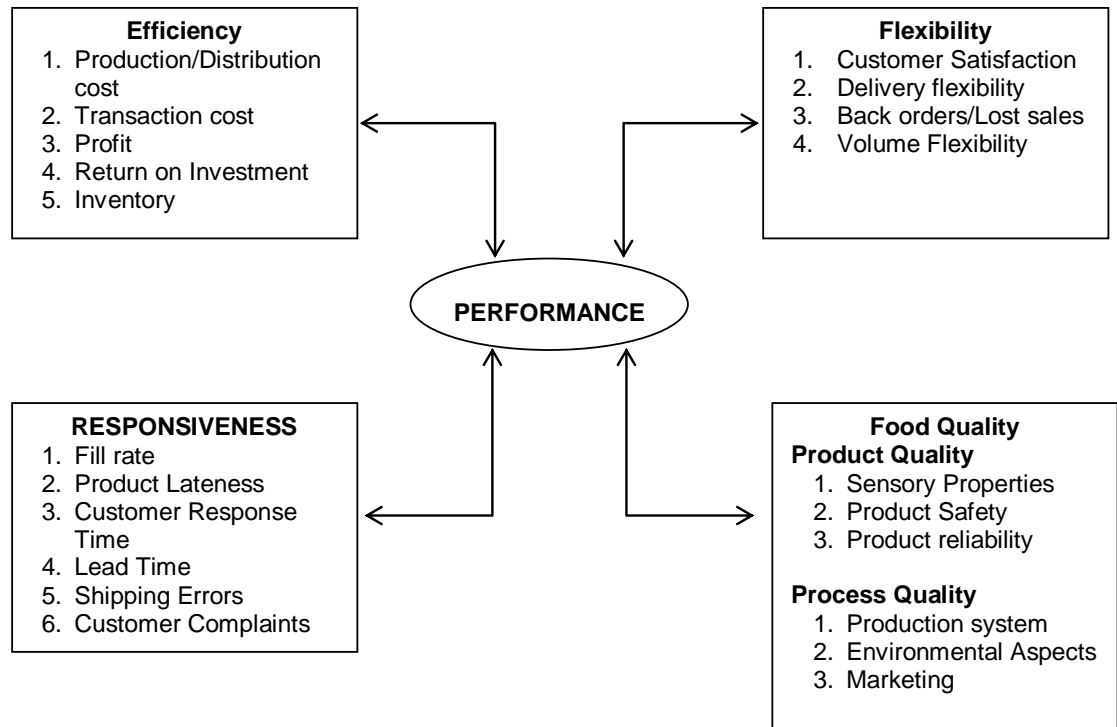 Efficiency
1. Production/Distribution
cost
2. Transaction cost
3. Profit
4. Return on Investment
5. Inventory
Flexibility
1. Customer Satisfaction
2. Delivery flexibility
3. Back orders/Lost sales
4. Volume Flexibility
PERFORMANCE
RESPONSIVENESS
1. Fill rate
2. Product Lateness
3. Customer Response
Time
4. Lead Time
5. Shipping Errors
6. Customer Complaints
Food Quality
Product Quality
1. Sensory Properties
2. Product Safety
3. Product reliability
Process Quality
1. Production system
2. Environmental Aspects
3. Marketing